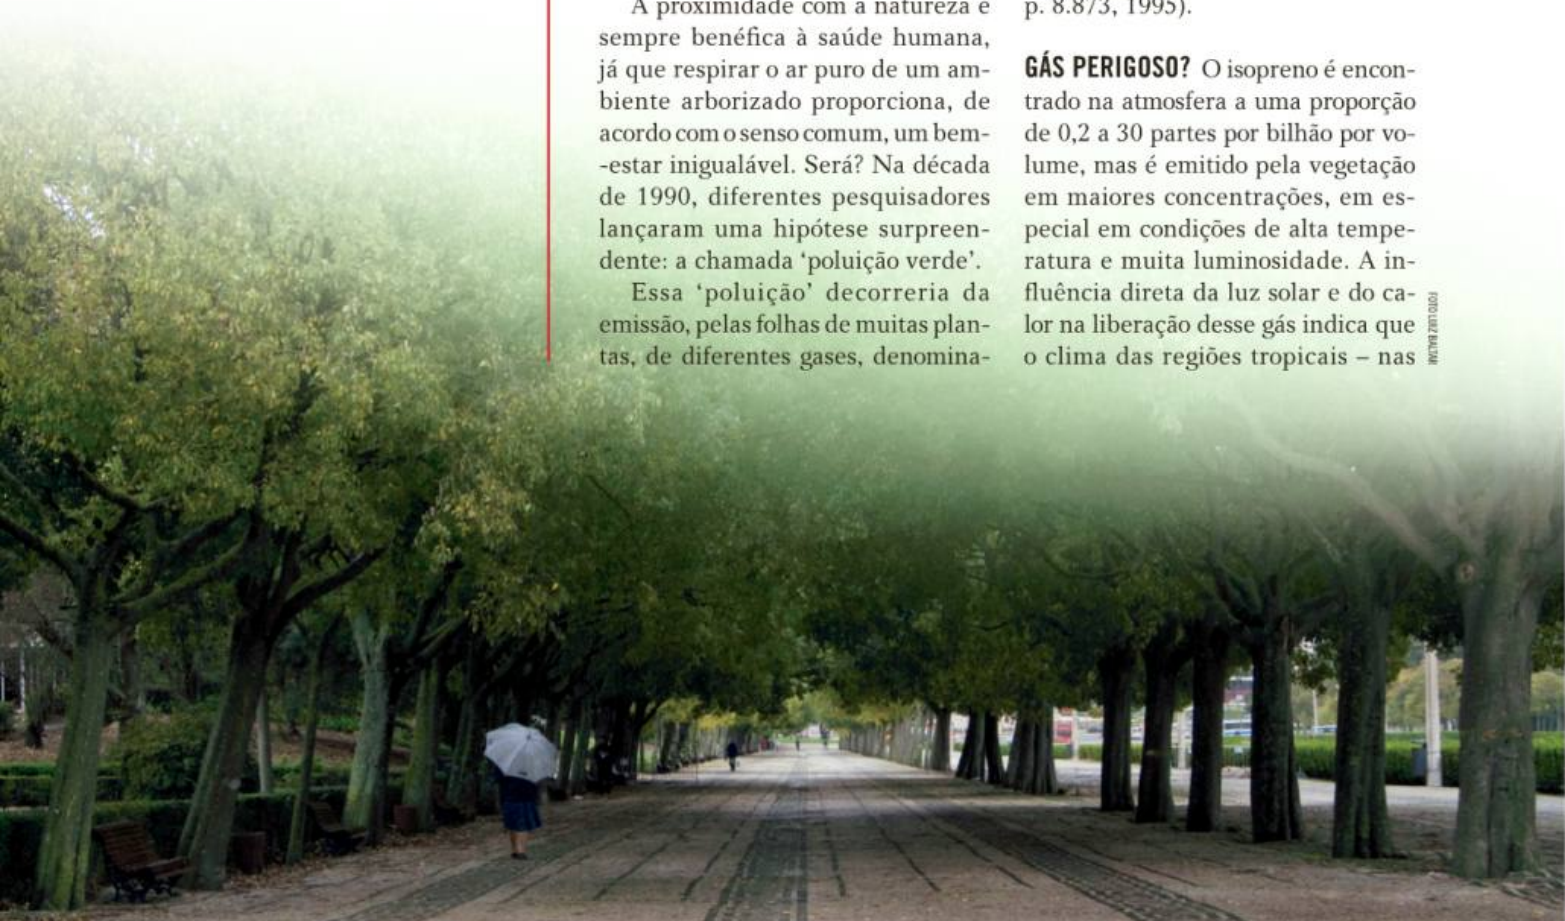 A proximidade com a natureza é
sempre benéfica à saúde humana,
já que respirar o ar puro de um am-
biente arborizado proporciona, de
acordo com o senso comum, um bem-
-estar inigualável. Será? Na década
de 1990, diferentes pesquisadores
lançaram uma hipótese surpreen-
dente: a chamada ‘poluição verde’.
Essa ‘poluição’ decorreria da
emissão, pelas folhas de muitas plan-
tas, de diferentes gases, denomina-
p. 8.873, 1995).
GÁS PERIGOSO? O isopreno é encon-
trado na atmosfera a uma proporção
de 0,2 a 30 partes por bilhão por vo-
lume, mas é emitido pela vegetação
em maiores concentrações, em es-
pecial em condições de alta tempe-
ratura e muita luminosidade. A in-
fluência direta da luz solar e do ca-
lor na liberação desse gás indica que
o clima das regiões tropicais – nas
FOTO LUIZ BALTAR